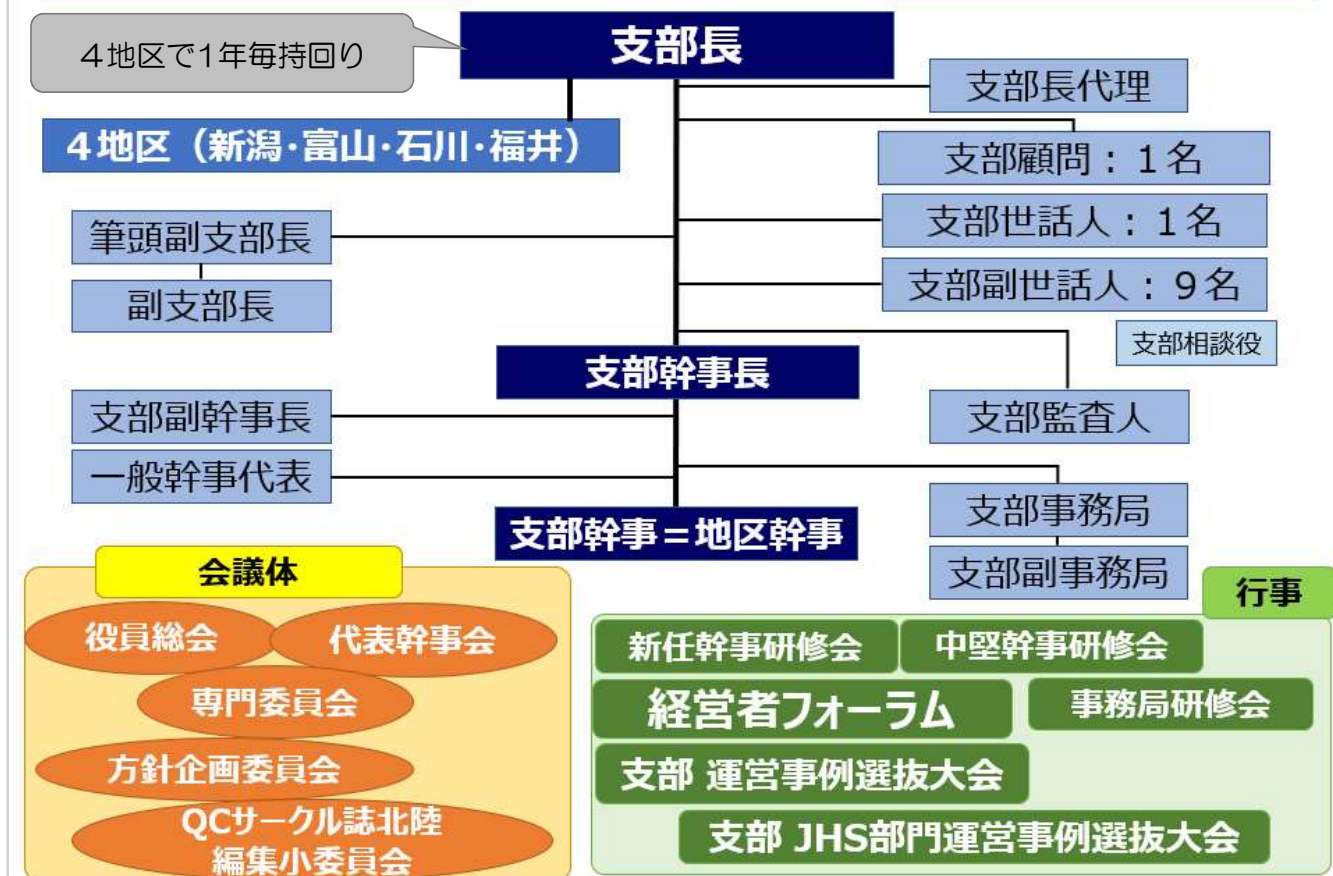 4地区で1年毎持回り
支部長
支部長代理
4地区（新潟・富山・石川・福井）
支部顧問：1名
支部世話人：1名
筆頭副支部長
支部副世話人：9名
副支部長
支部相談役
支部幹事長
支部副幹事長
支部監査人
一般幹事代表
支部事務局
支部幹事＝地区幹事
支部副事務局
会議体
役員総会
代表幹事会
専門委員会
方針企画委員会
QCサークル誌北陸
編集小委員会
行事
新任幹事研修会
中堅幹事研修会
経営者フォーラム
事務局研修会
支部 運営事例選抜大会
支部 JHS部門運営事例選抜大会